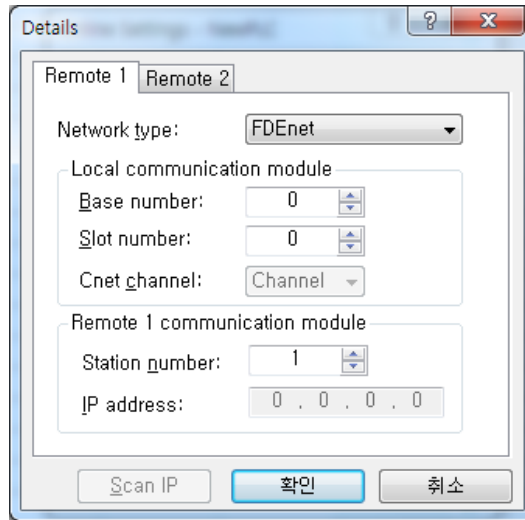 Details
Remote 1 Remote 2
Network type: FDEnet
Local communication module
Base number: 0
Slot number: 0
Cnet channel: Channel
Remote 1 communication module
Station number: 1
IP address: 0 . 0 . 0 . 0
Scan IP 확인 취소